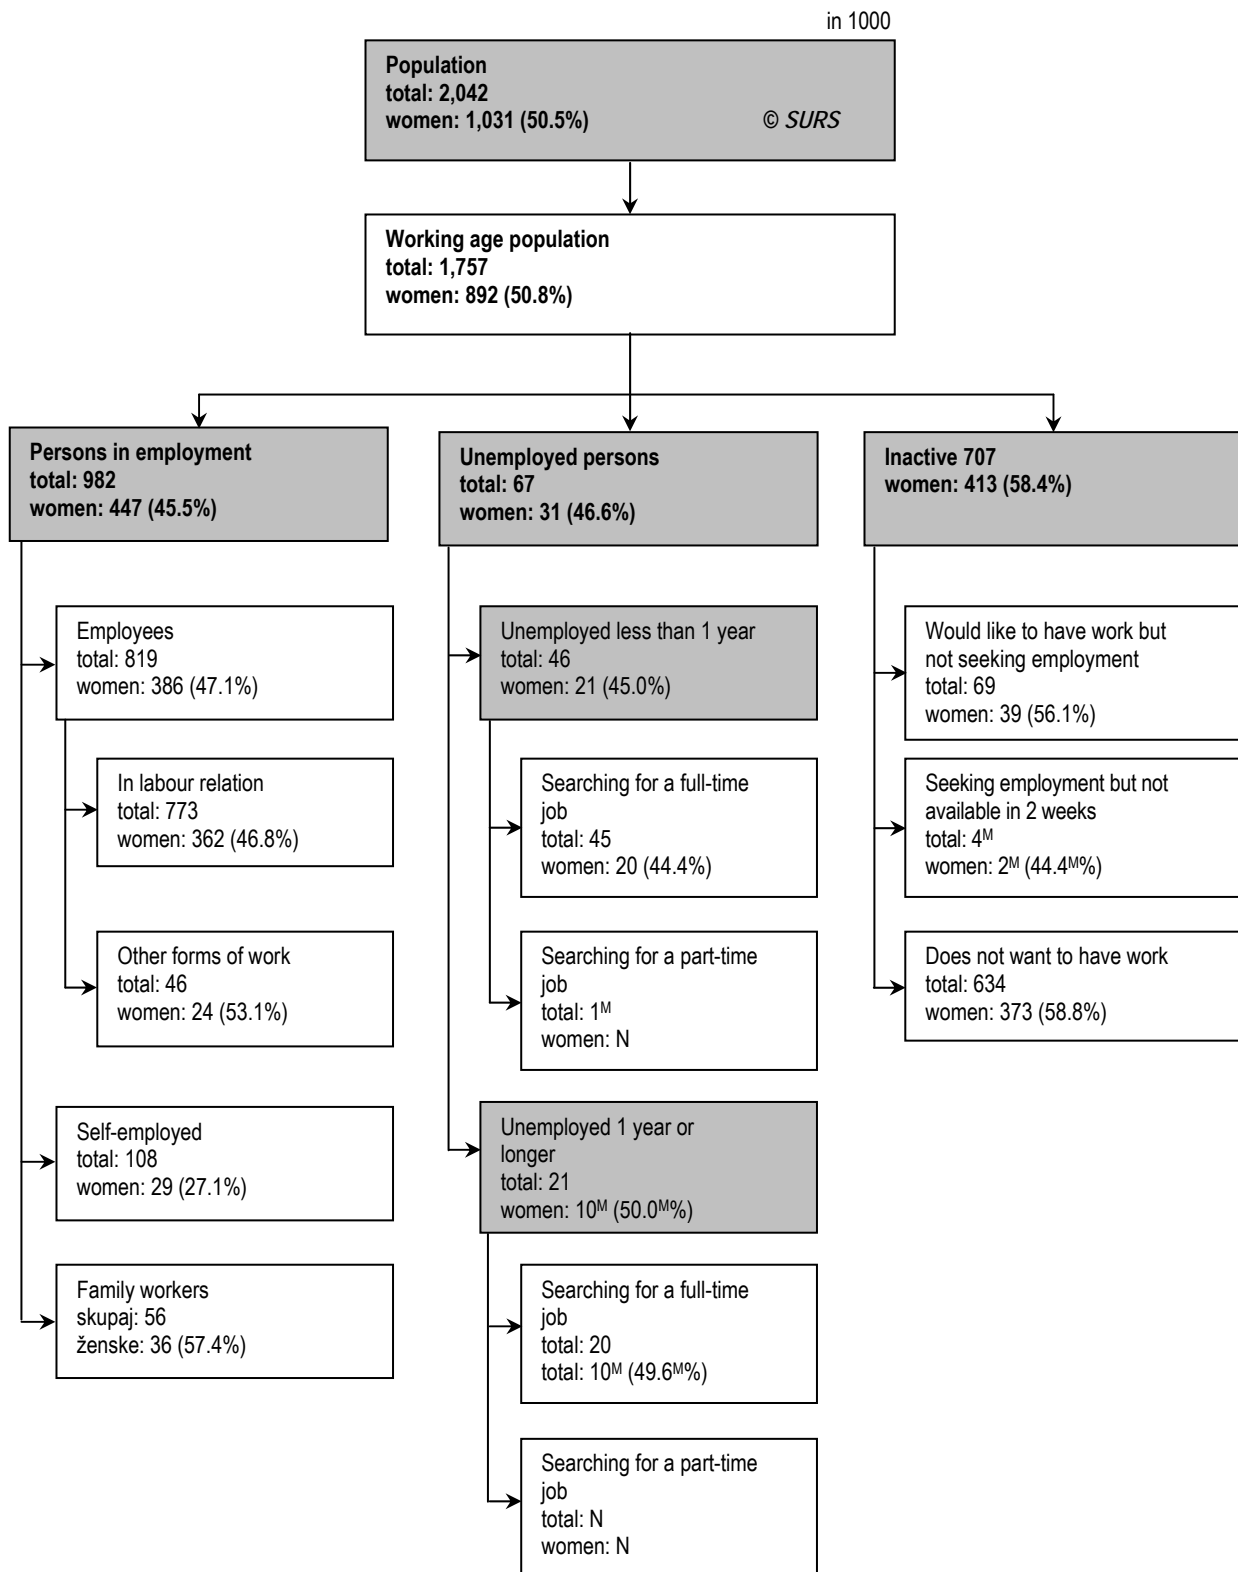 in 1000
Population
total: 2,042
women: 1,031 (50.5%) © SURS
Working age population
total: 1,757
women: 892 (50.8%)
Persons in employment
total: 982
women: 447 (45.5%)
Employees
total: 819
women: 386 (47.1%)
In labour relation
total: 773
women: 362 (46.8%)
Other forms of work
total: 46
women: 24 (53.1%)
Self-employed
total: 108
women: 29 (27.1%)
Family workers
skupaj: 56
ženske: 36 (57.4%)
Unemployed persons
total: 67
women: 31 (46.6%)
Unemployed less than 1 year
total: 46
women: 21 (45.0%)
Searching for a full-time
job
total: 45
women: 20 (44.4%)
Searching for a part-time
job
total: 1ᴹ
women: N
Unemployed 1 year or
longer
total: 21
women: 10ᴹ (50.0ᴹ%)
Searching for a full-time
job
total: 20
total: 10ᴹ (49.6ᴹ%)
Searching for a part-time
job
total: N
women: N
Inactive 707
women: 413 (58.4%)
Would like to have work but
not seeking employment
total: 69
women: 39 (56.1%)
Seeking employment but not
available in 2 weeks
total: 4ᴹ
women: 2ᴹ (44.4ᴹ%)
Does not want to have work
total: 634
women: 373 (58.8%)